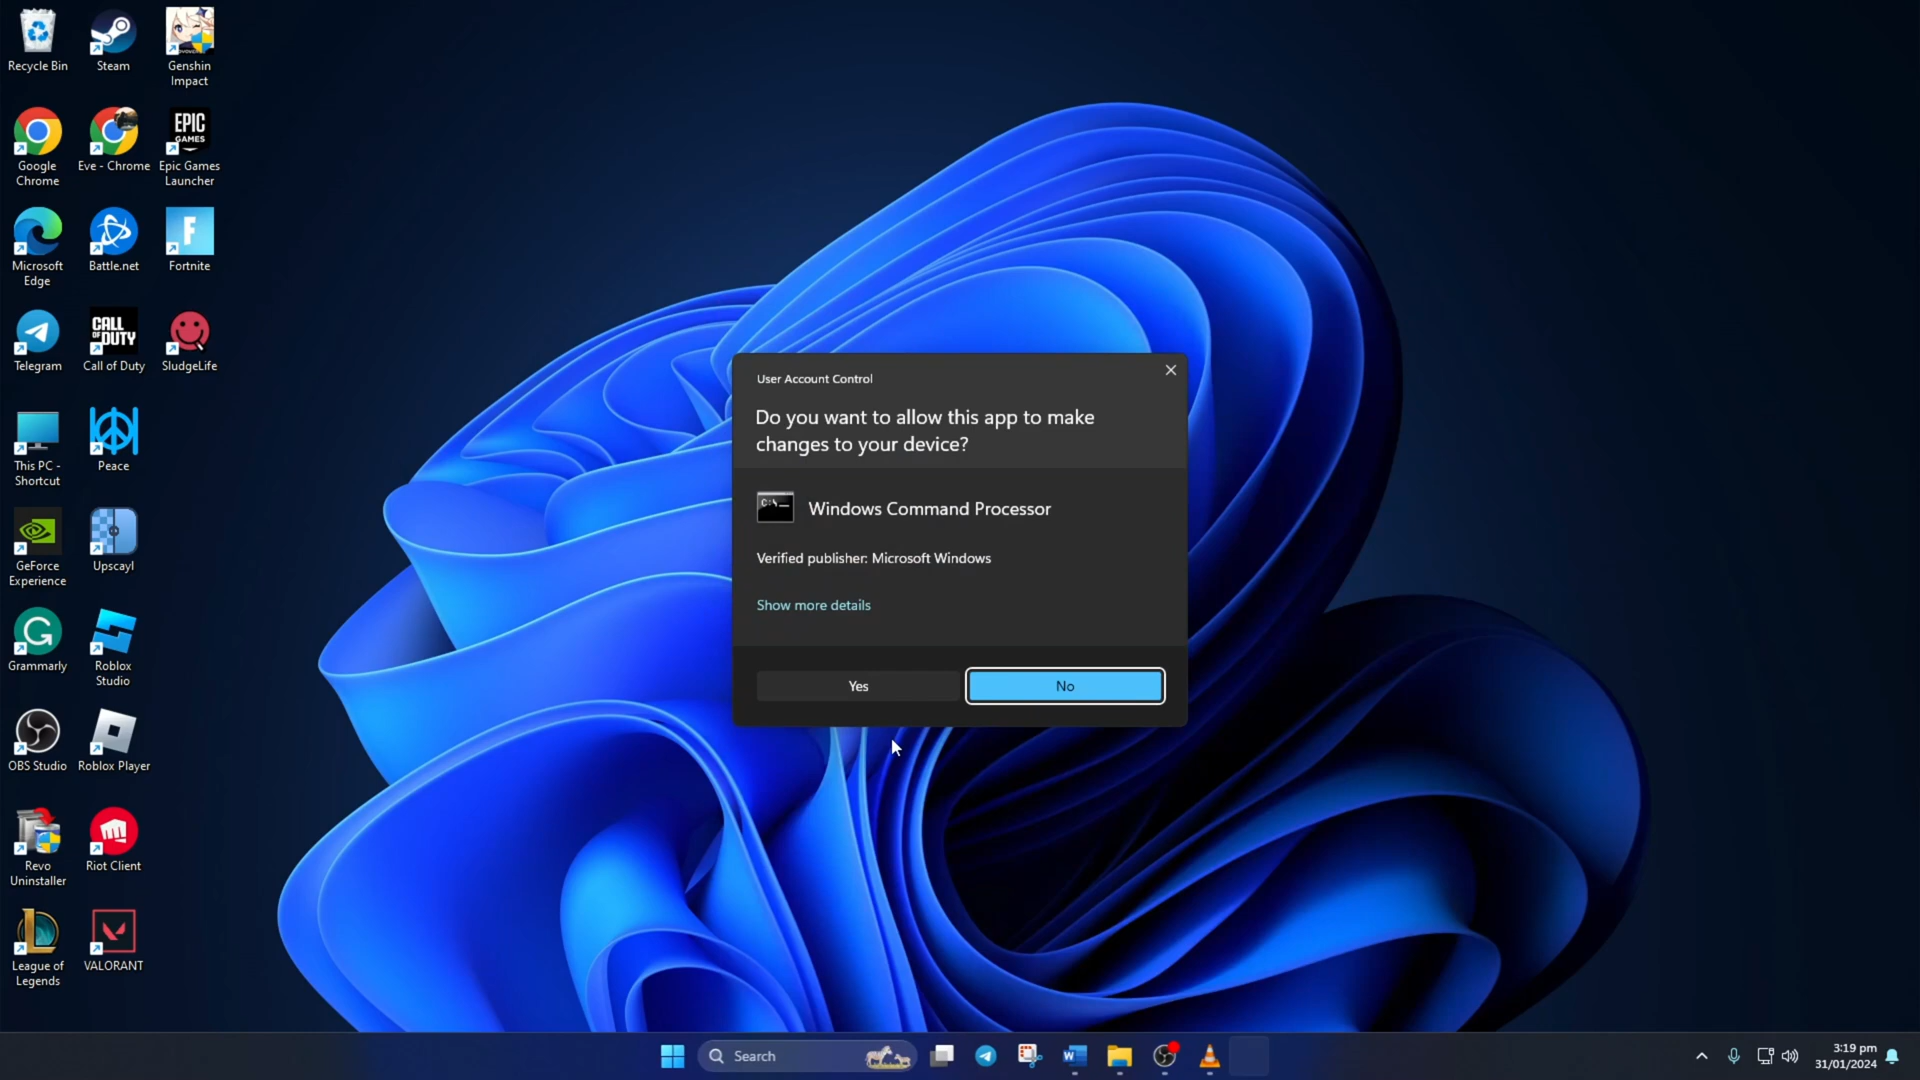 Recycle Bin
Steam
Genshin
Impact
Google
Chrome
Eve - Chrome
EPIC
GAMES
Epic Games
Launcher
Microsoft
Edge
Battle.net
F
Fortnite
Telegram
CALL
OF DUTY
Call of Duty
SludgeLife
This PC -
Shortcut
Peace
GeForce
Experience
Upscayl
Grammarly
Roblox
Studio
OBS Studio
Roblox Player
Revo
Uninstaller
Riot Client
League of
Legends
VALORANT
User Account Control
Do you want to allow this app to make
changes to your device?
C:\_
Windows Command Processor
Verified publisher: Microsoft Windows
Show more details
Yes
No
Search
W
3:19 pm
31/01/2024